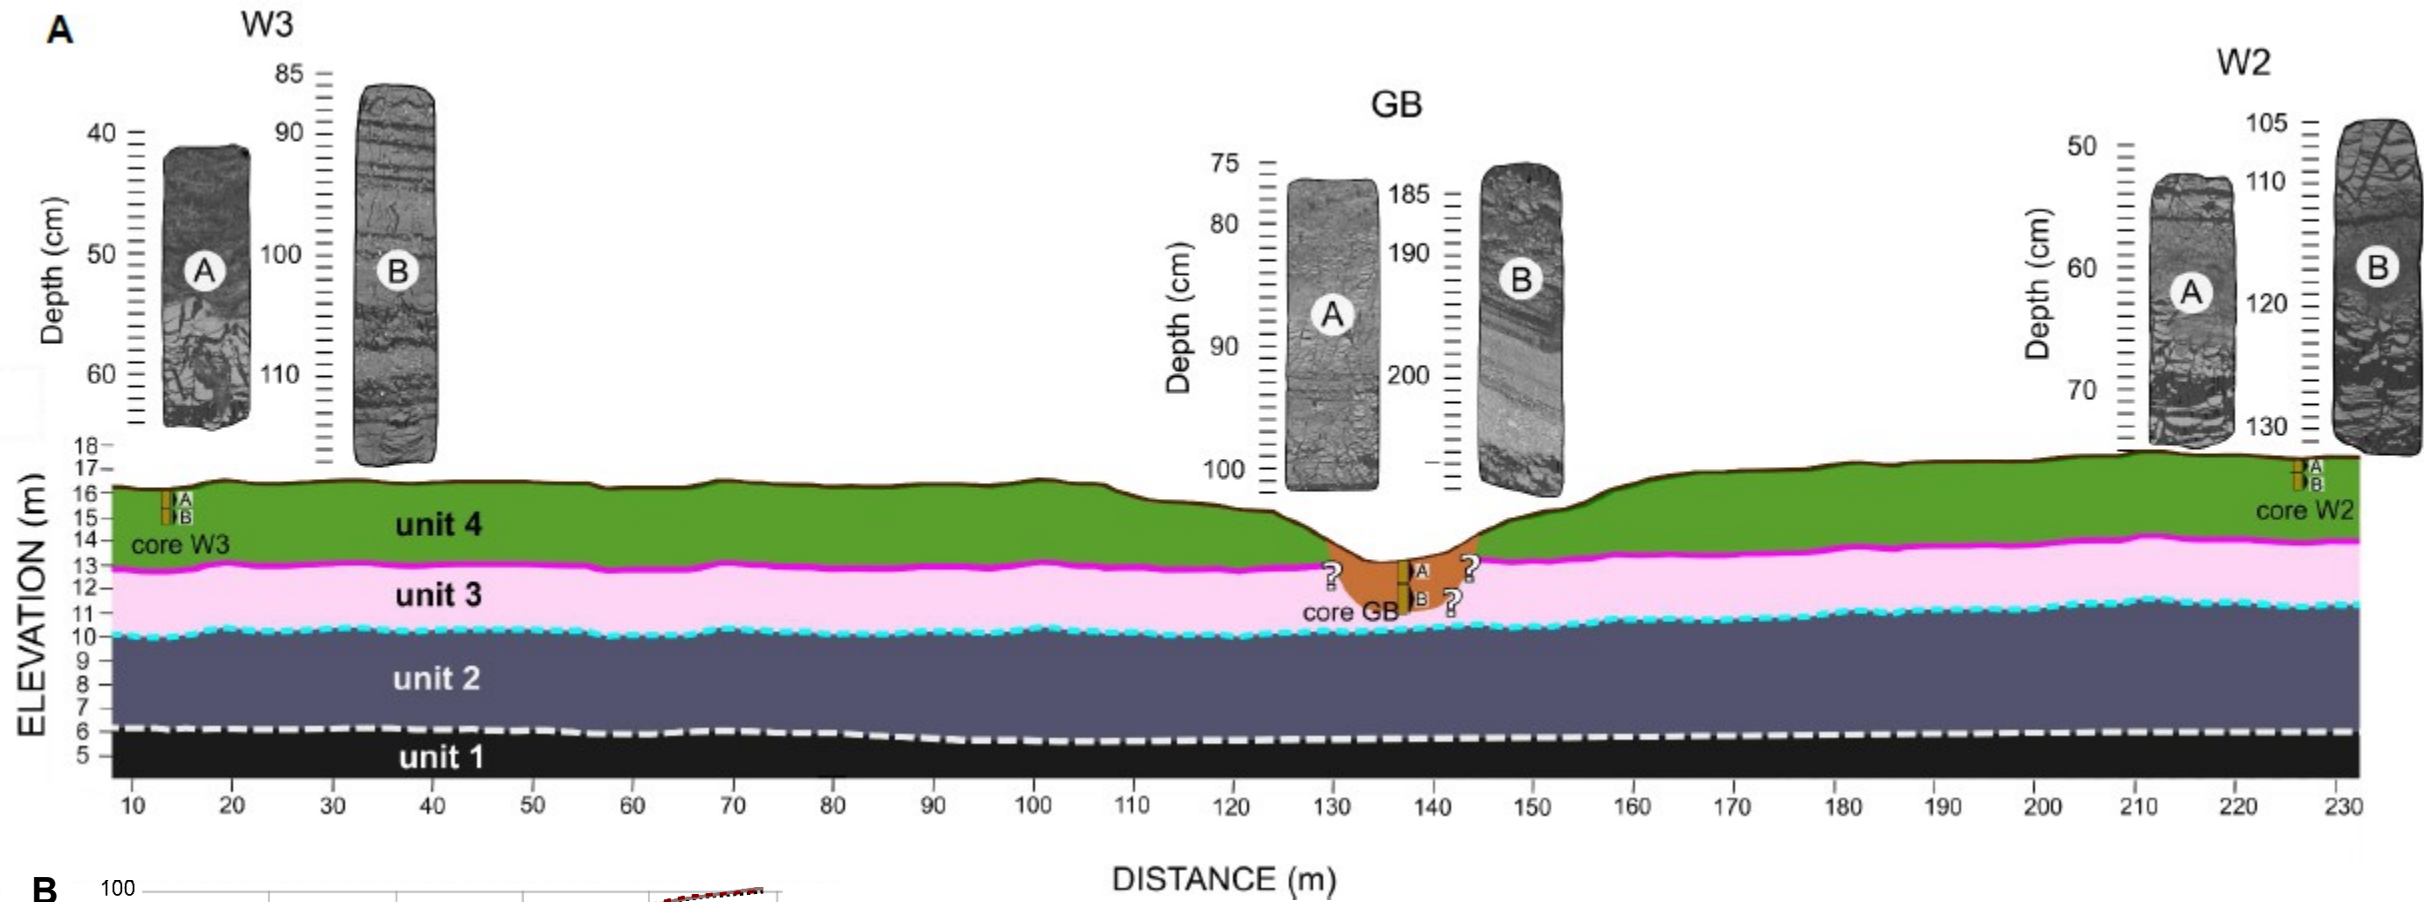 A
W3
GB
W2
85
90
100
110
40
50
60
Depth (cm)
A
B
75
80
90
100
Depth (cm)
185
190
200
A
B
50
60
70
Depth (cm)
105
110
120
130
A
B
18
17
16
15
14
13
12
11
10
9
8
7
6
5
ELEVATION (m)
A
B
core W3
unit 4
unit 3
unit 2
unit 1
?
?
?
A
B
core GB
A
B
core W2
10 20 30 40 50 60 70 80 90 100 110 120 130 140 150 160 170 180 190 200 210 220 230
DISTANCE (m)
B
100